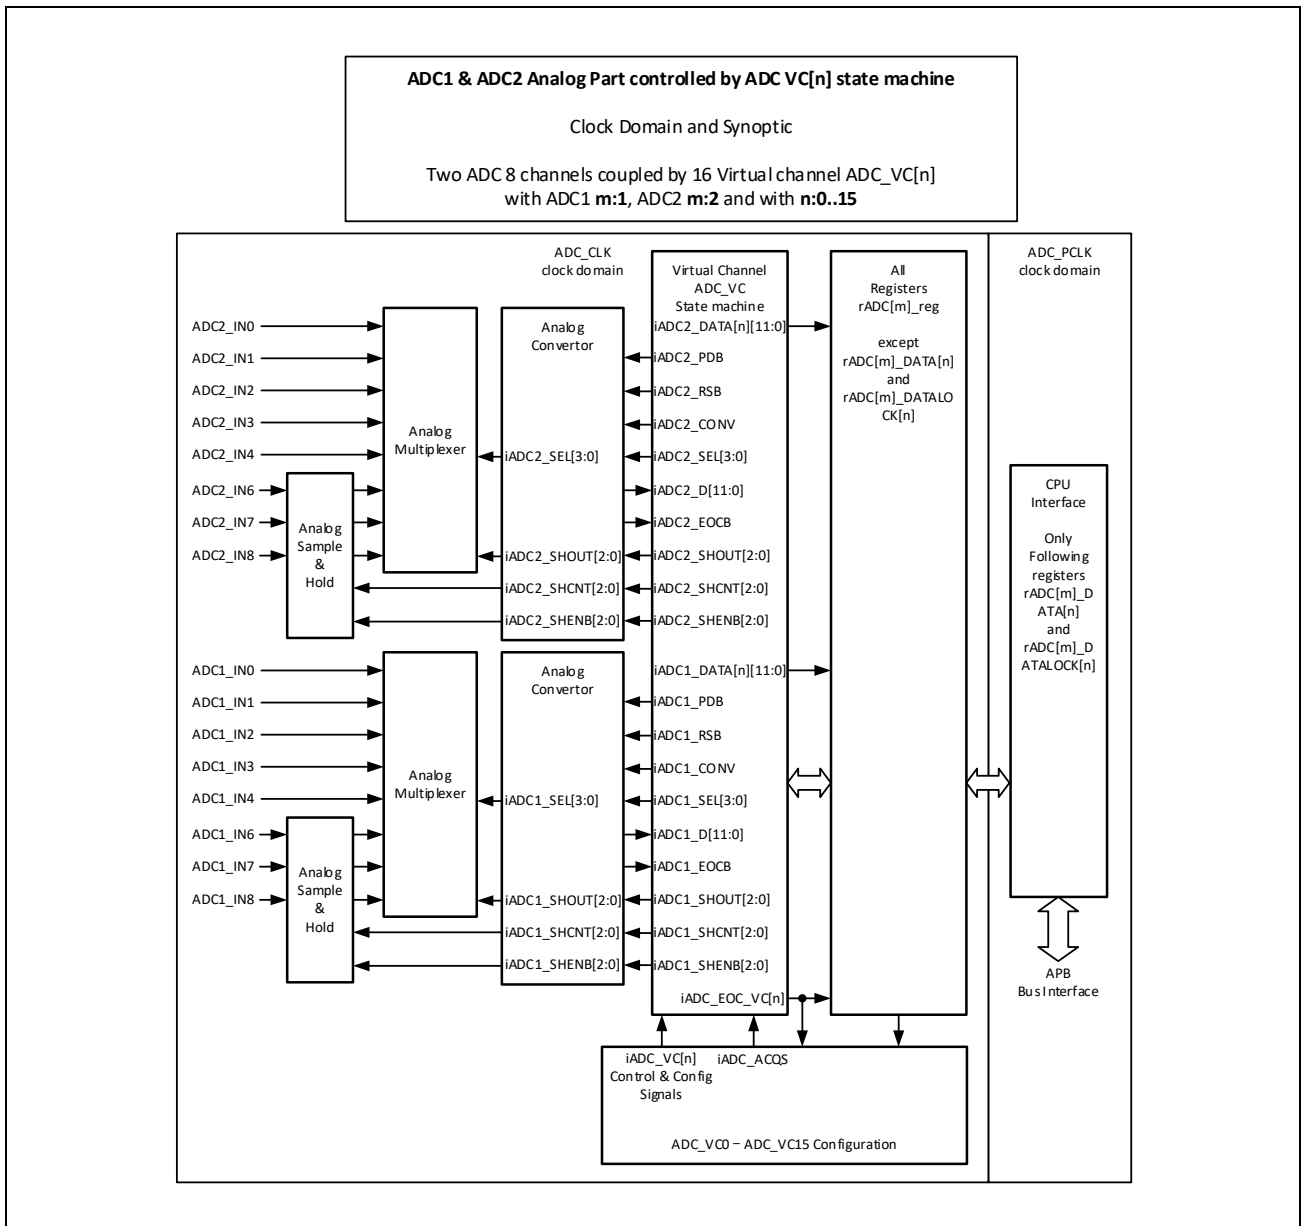 ADC1 & ADC2 Analog Part controlled by ADC VC[n] state machine
Clock Domain and Synoptic
Two ADC 8 channels coupled by 16 Virtual channel ADC_VC[n]
with ADC1 m:1, ADC2 m:2 and with n:0..15
ADC_CLK
clock domain
ADC_PCLK
clock domain
ADC2_IN0
ADC2_IN1
ADC2_IN2
ADC2_IN3
ADC2_IN4
ADC2_IN6
ADC2_IN7
ADC2_IN8
Analog
Sample
&
Hold
Analog
Multiplexer
Analog
Convertor
iADC2_SEL[3:0]
iADC2_SHOUT[2:0]
iADC2_SHCNT[2:0]
iADC2_SHENB[2:0]
ADC1_IN0
ADC1_IN1
ADC1_IN2
ADC1_IN3
ADC1_IN4
ADC1_IN6
ADC1_IN7
ADC1_IN8
Analog
Sample
&
Hold
Analog
Multiplexer
Analog
Convertor
iADC1_SEL[3:0]
iADC1_SHOUT[2:0]
iADC1_SHCNT[2:0]
iADC1_SHENB[2:0]
Virtual Channel
ADC_VC
State machine
iADC2_DATA[n][11:0]
iADC2_PDB
iADC2_RSB
iADC2_CONV
iADC2_SEL[3:0]
iADC2_D[11:0]
iADC2_EOCB
iADC2_SHOUT[2:0]
iADC2_SHCNT[2:0]
iADC2_SHENB[2:0]
iADC1_DATA[n][11:0]
iADC1_PDB
iADC1_RSB
iADC1_CONV
iADC1_SEL[3:0]
iADC1_D[11:0]
iADC1_EOCB
iADC1_SHOUT[2:0]
iADC1_SHCNT[2:0]
iADC1_SHENB[2:0]
iADC_EOC_VC[n]
All
Registers
rADC[m]_reg
except
rADC[m]_DATA[n]
and
rADC[m]_DATALO
CK[n]
CPU
Interface
Only
Following
registers
rADC[m]_D
ATA[n]
and
rADC[m]_D
ATALOCK[n]
APB
Bus Interface
iADC_VC[n]
Control & Config
Signals
iADC_ACQS
ADC_VC0 – ADC_VC15 Configuration